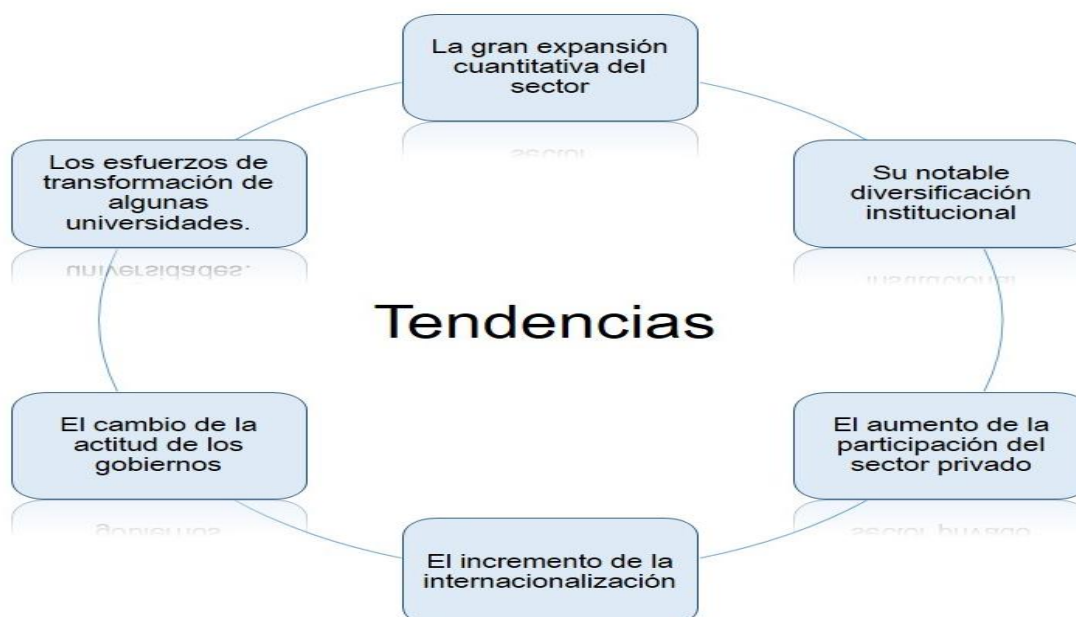 La gran expansión
cuantitativa del
sector
Su notable
diversificación
institucional
El aumento de la
participación del
sector privado
El incremento de la
internacionalización
El cambio de la
actitud de los
gobiernos
Los esfuerzos de
transformación de
algunas
universidades.
Tendencias